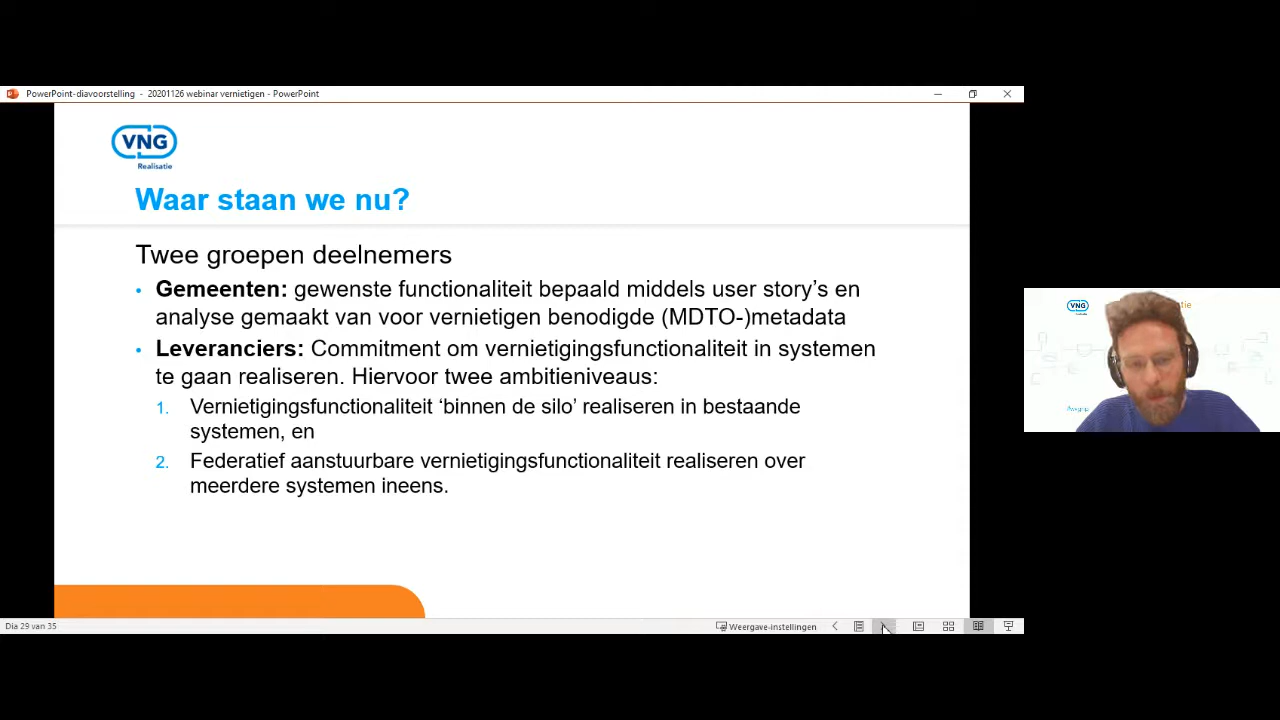 PowerPoint-diavoorstelling - 20201126 webinar vernietigen - PowerPoint
VNG
Realisatie
Waar staan we nu?
Twee groepen deelnemers
• Gemeenten: gewenste functionaliteit bepaald middels user story’s en
analyse gemaakt van voor vernietigen benodigde (MDTO-)metadata
• Leveranciers: Commitment om vernietigingsfunctionaliteit in systemen
te gaan realiseren. Hiervoor twee ambitieniveaus:
1. Vernietigingsfunctionaliteit ‘binnen de silo’ realiseren in bestaande
systemen, en
2. Federatief aanstuurbare vernietigingsfunctionaliteit realiseren over
meerdere systemen ineens.
Dia 29 van 35
Weergave-instellingen
VNG